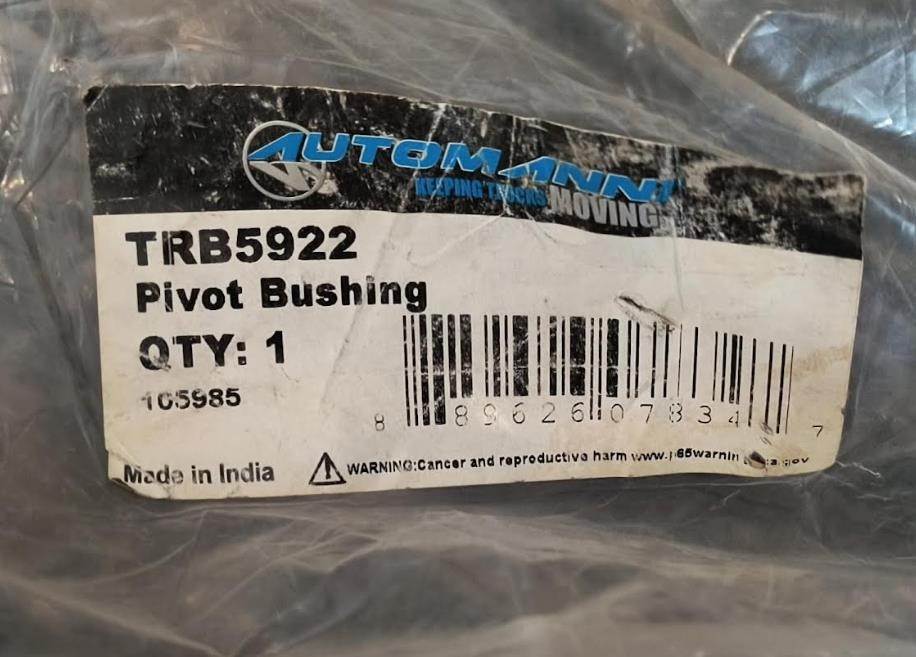 AUTOMANN
KEEPING TRUCKS MOVING
TRB5922
Pivot Bushing
QTY: 1
105985
8 89626 07834 7
Made in India
WARNING:Cancer and reproductive harm